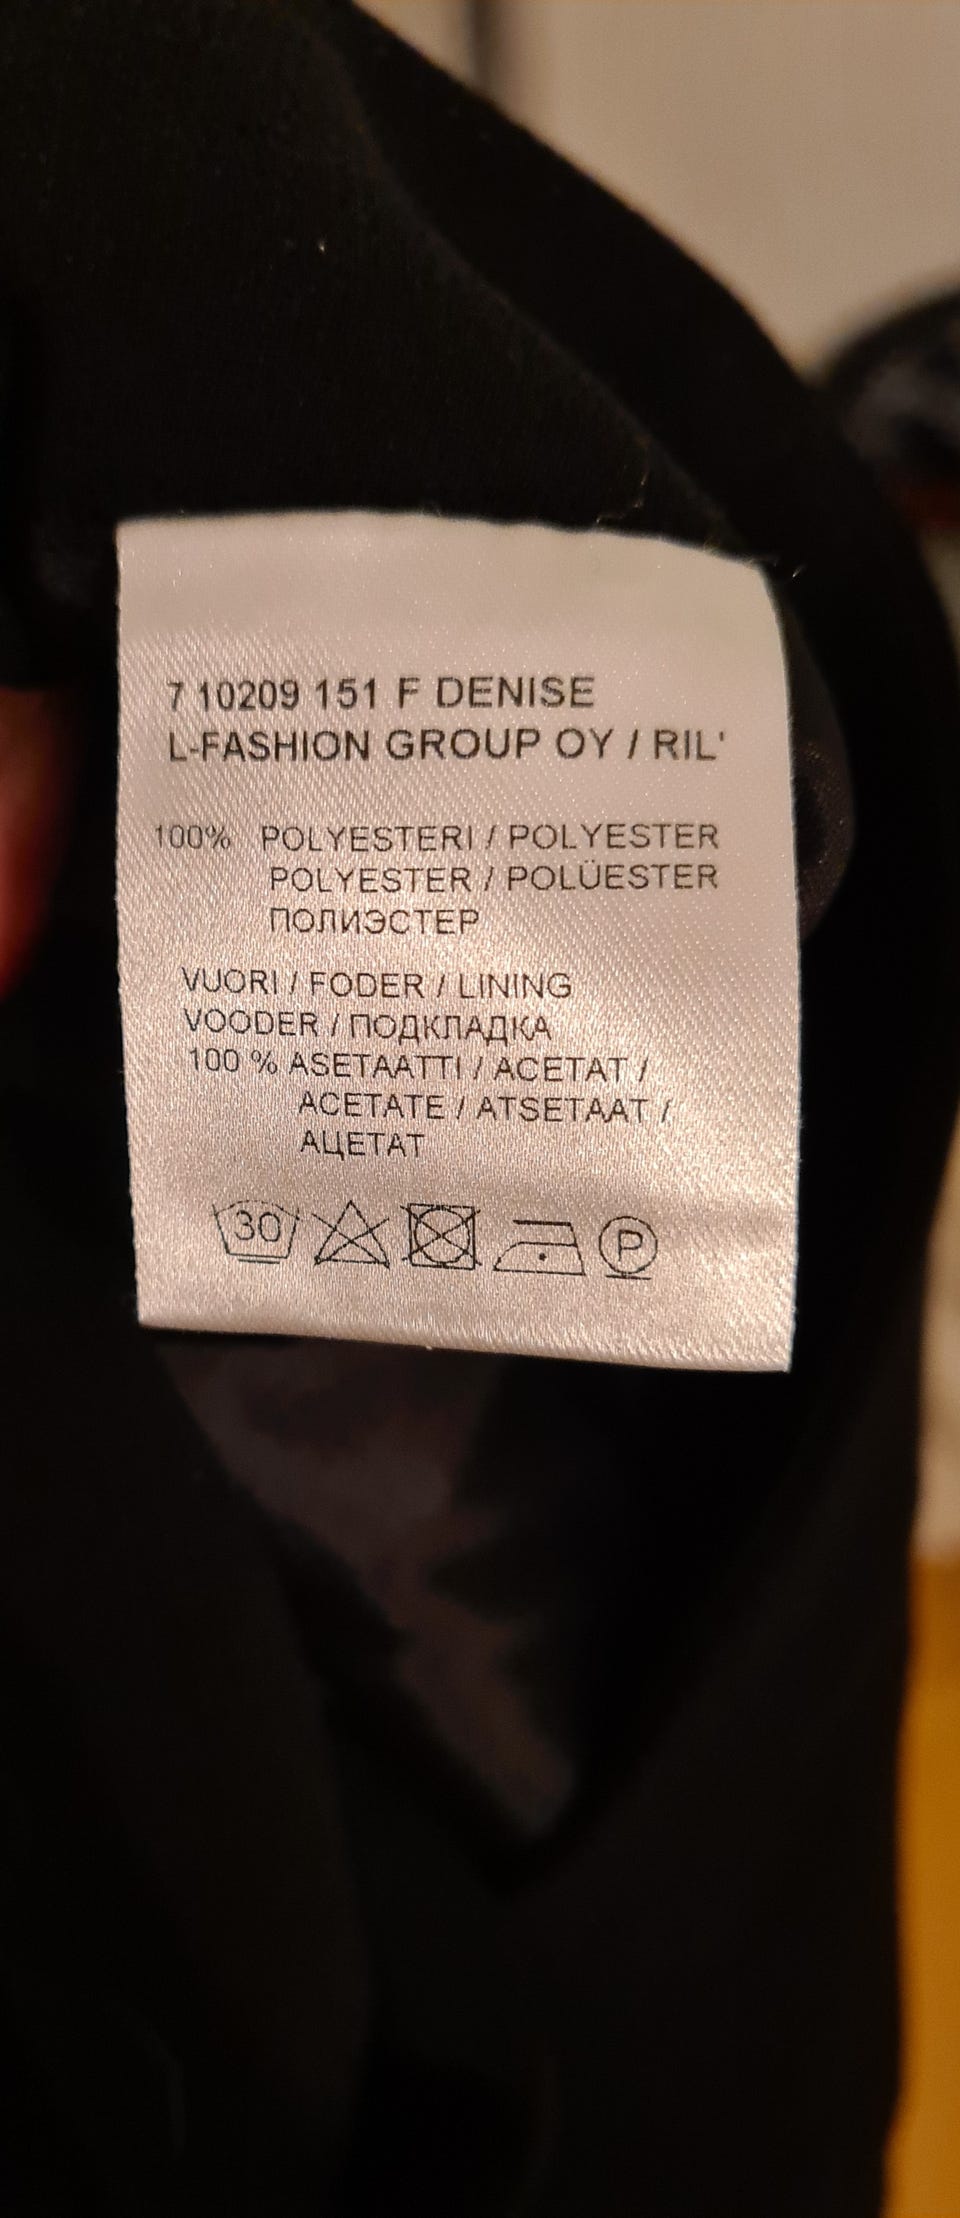 7 10209 151 F DENISE
L-FASHION GROUP OY / RIL'
100% POLYESTERI / POLYESTER
POLYESTER / POLÜESTER
ПОЛИЭСТЕР
VUORI / FODER / LINING
VOODER / ПОДКЛАДКА
100 % ASETAATTI / ACETAT /
ACETATE / ATSETAAT /
АЦЕТАТ
30 P